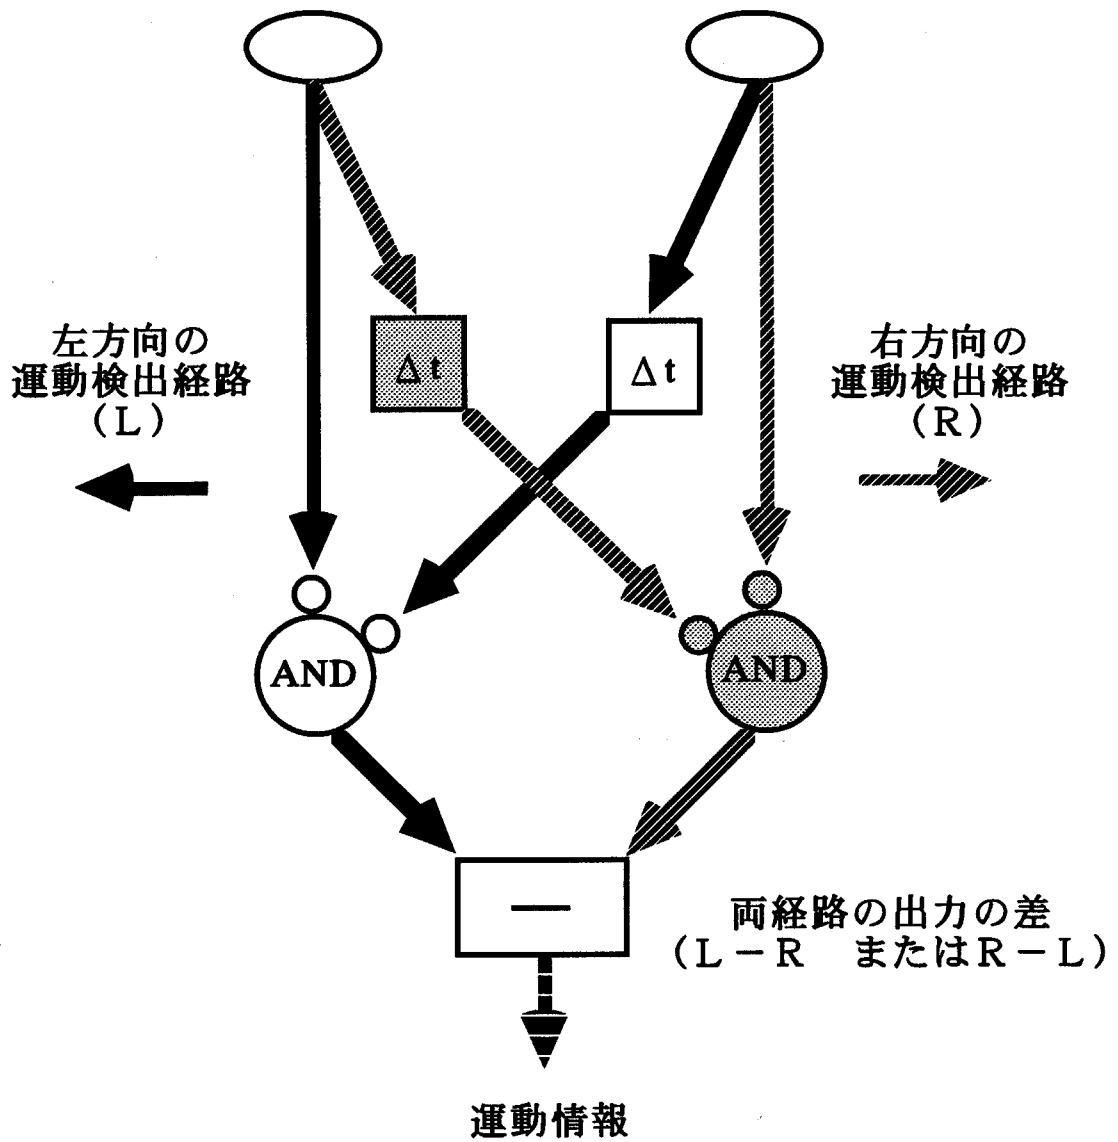 Δt
Δt
左方向の
運動検出経路
(L)
右方向の
運動検出経路
(R)
AND
AND
—
両経路の出力の差
(L-R またはR-L)
運動情報